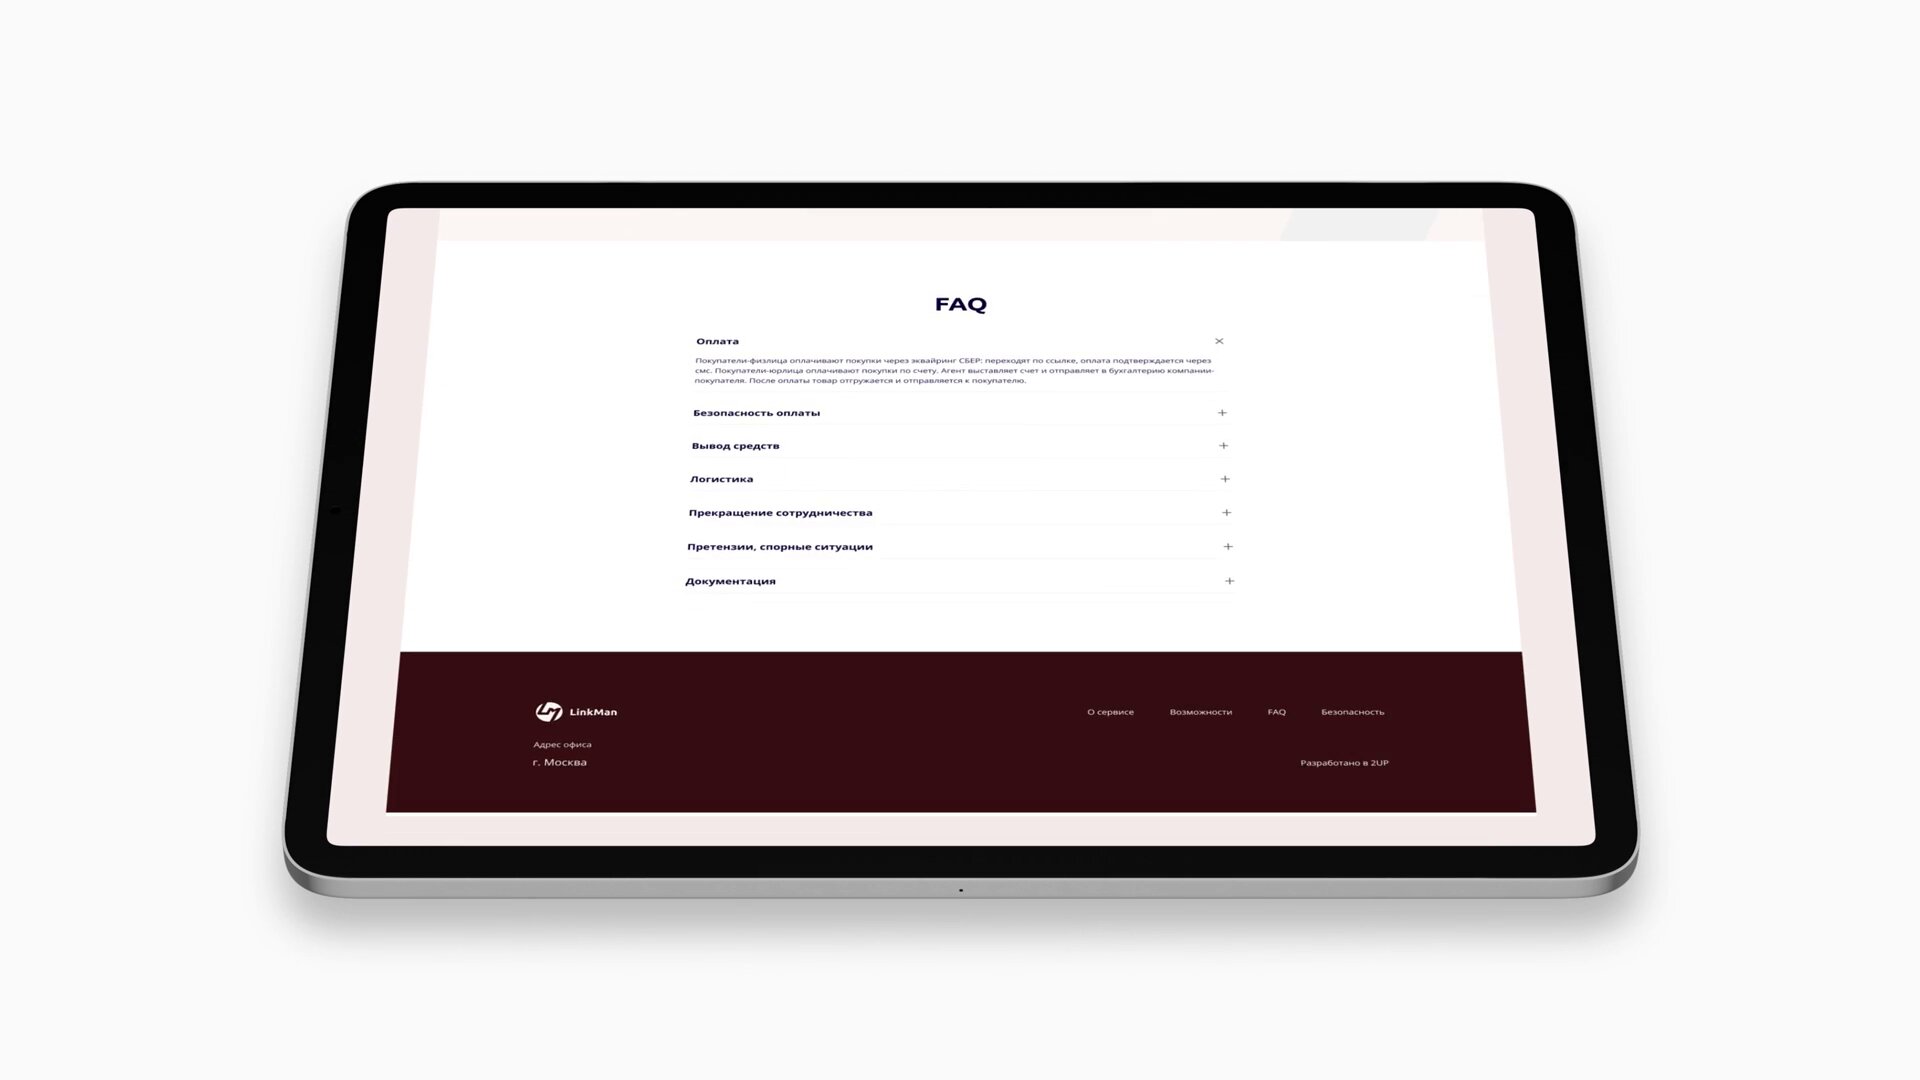 FAQ
Оплата
Покупатели-физлица оплачивают покупки через эквайринг СБЕР: переходят по ссылке, оплата подтверждается через
смс. Покупатели-юрлица оплачивают покупки по счету. Агент выставляет счет и отправляет в бухгалтерию компании-
покупателя. После оплаты товар отгружается и отправляется к покупателю.
Безопасность оплаты
Вывод средств
Логистика
Прекращение сотрудничества
Претензии, спорные ситуации
Документация
LM LinkMan
О сервисе Возможности FAQ Безопасность
Адрес офиса
г. Москва
Разработано в 2UP